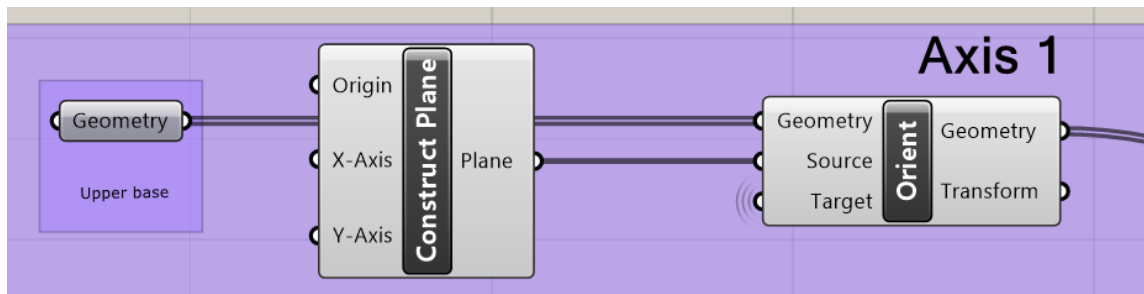 Axis 1
Geometry
Upper base
Origin
X-Axis
Y-Axis
Construct Plane
Plane
Geometry
Source
Target
Orient
Geometry
Transform